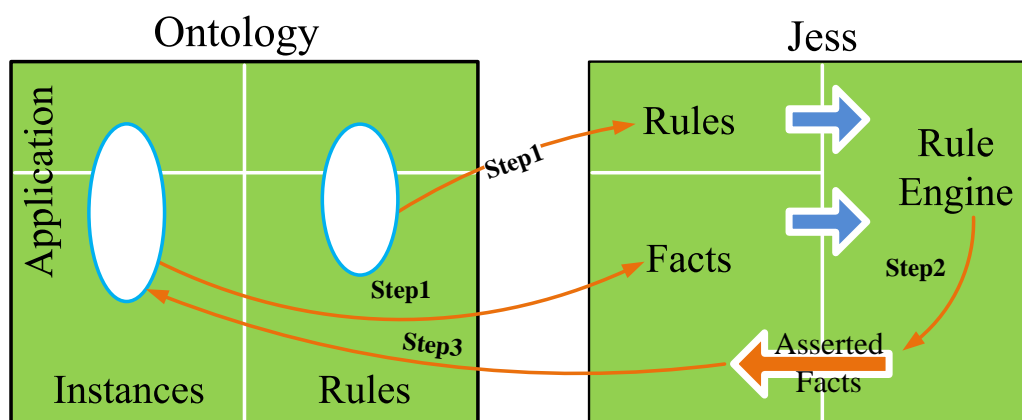 Ontology
Jess
Application
Rules
Rule
Engine
Step1
Facts
Step2
Step1
Step3
Asserted
Facts
Instances
Rules